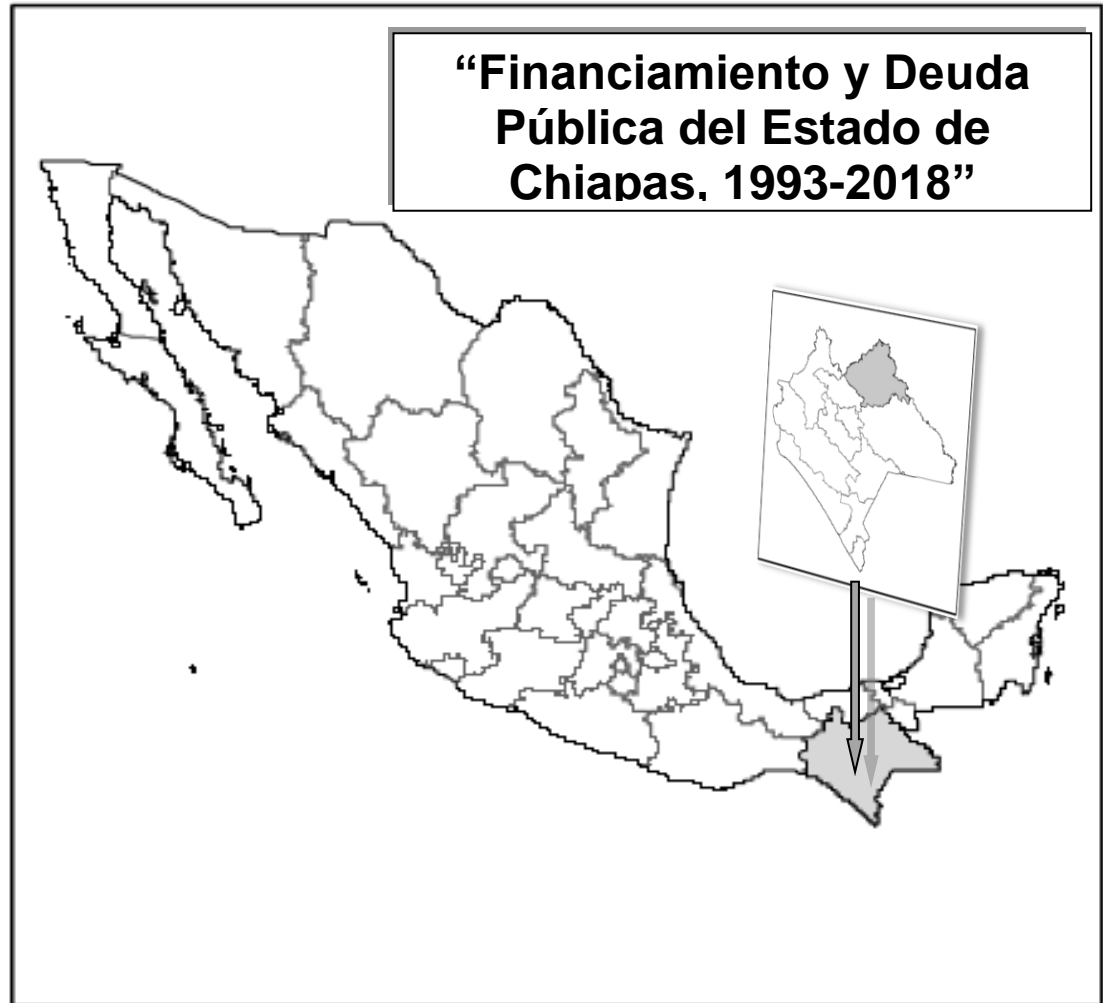 “Financiamiento y Deuda
Pública del Estado de
Chiapas, 1993-2018”